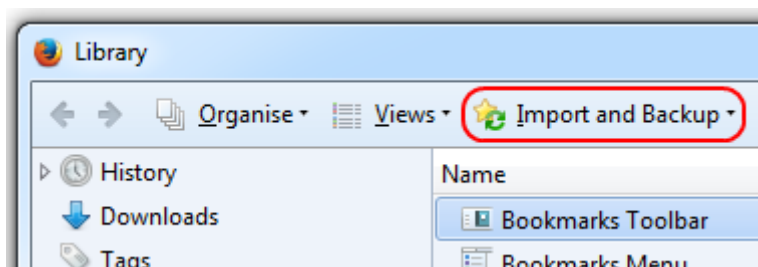 Library
Organise Views Import and Backup
History Name
Downloads Bookmarks Toolbar
Tags Bookmarks Menu